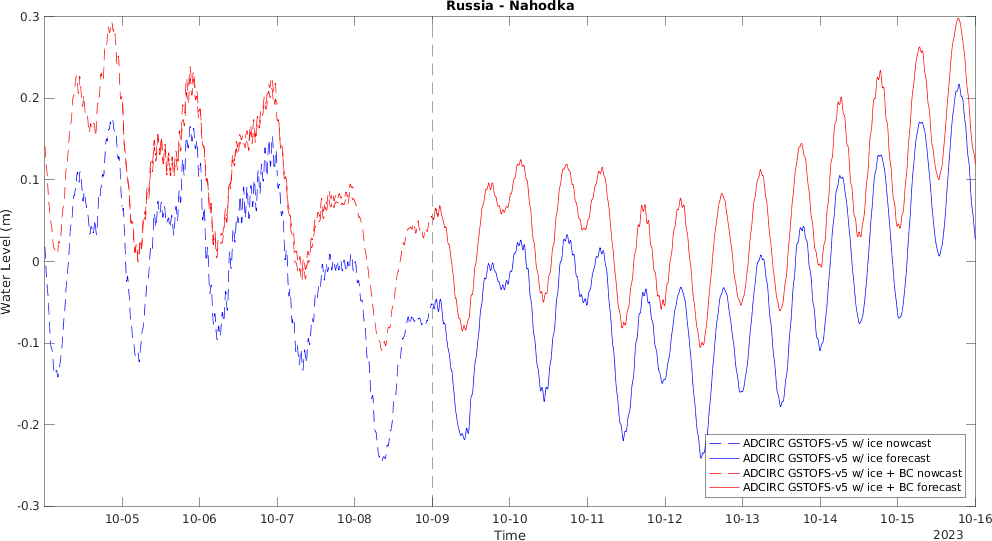 Russia - Nahodka
Water Level (m)
0.3
0.2
0.1
0
-0.1
-0.2
-0.3
ADCIRC GSTOFS-v5 w/ ice nowcast
ADCIRC GSTOFS-v5 w/ ice forecast
ADCIRC GSTOFS-v5 w/ ice + BC nowcast
ADCIRC GSTOFS-v5 w/ ice + BC forecast
10-05 10-06 10-07 10-08 10-09 10-10 10-11 10-12 10-13 10-14 10-15 10-16
Time
2023